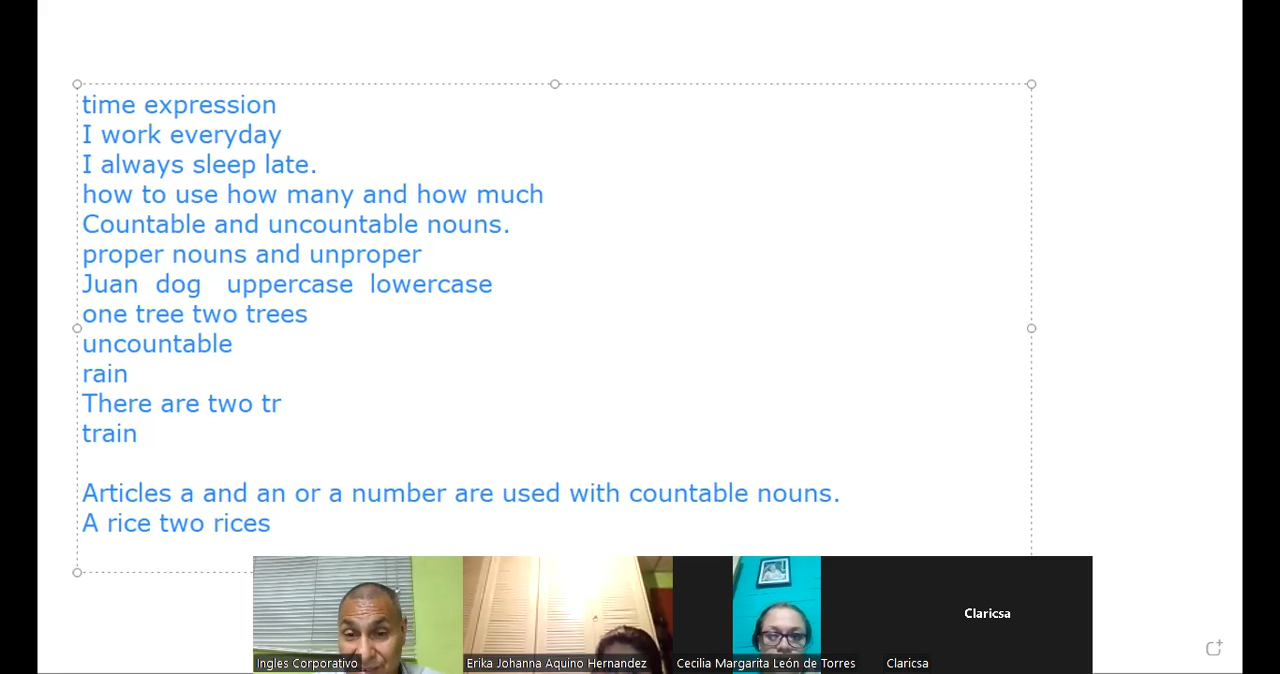 time expression
I work everyday
I always sleep late.
how to use how many and how much
Countable and uncountable nouns.
proper nouns and unproper
Juan dog uppercase lowercase
one tree two trees
uncountable
rain
There are two tr
train
Articles a and an or a number are used with countable nouns.
A rice two rices
Claricsa
Ingles Corporativo
Erika Johanna Aquino Hernandez
Cecilia Margarita León de Torres
Claricsa